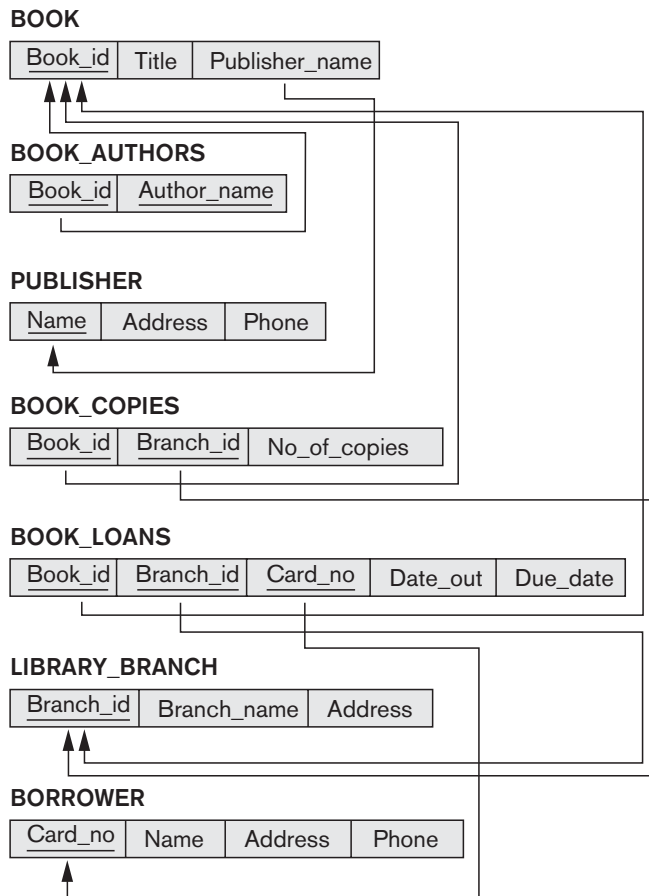 BOOK
Book_id Title Publisher_name
BOOK_AUTHORS
Book_id Author_name
PUBLISHER
Name Address Phone
BOOK_COPIES
Book_id Branch_id No_of_copies
BOOK_LOANS
Book_id Branch_id Card_no Date_out Due_date
LIBRARY_BRANCH
Branch_id Branch_name Address
BORROWER
Card_no Name Address Phone